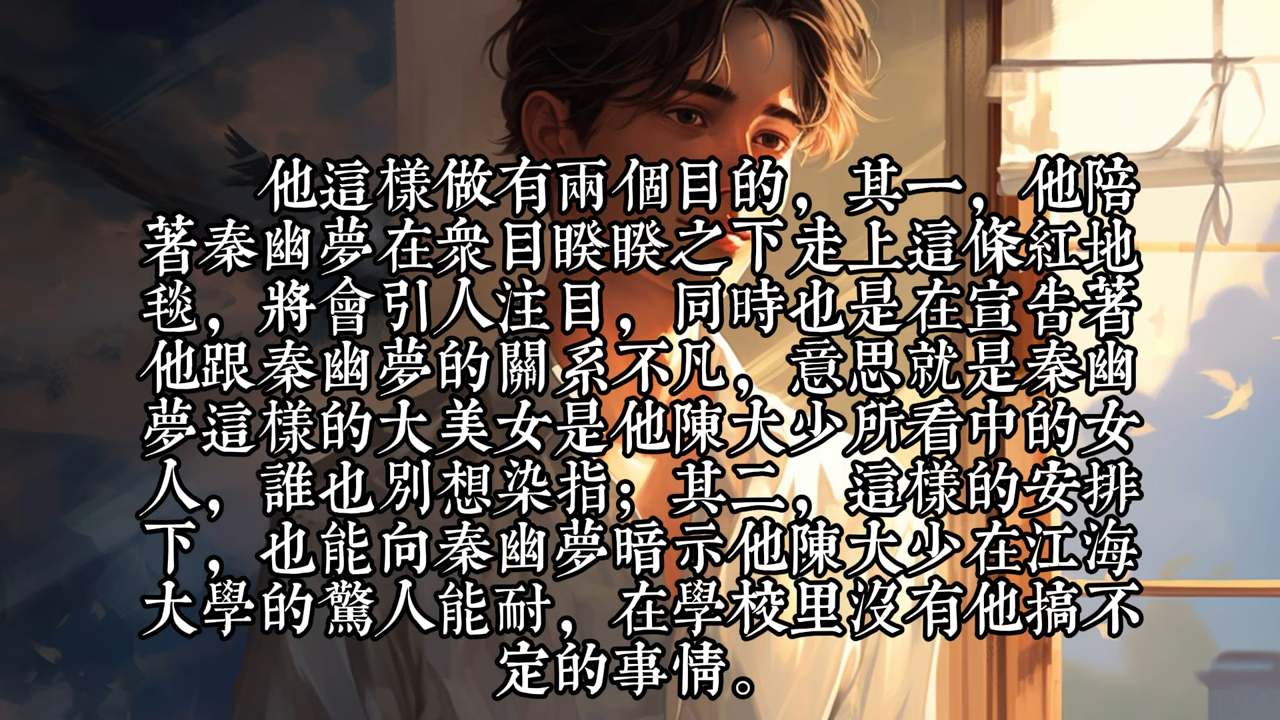 他這樣做有兩個目的，其一，他陪
著秦幽夢在衆目睽睽之下走上這條紅地
毯，將會引人注目，同時也是在宣告著
他跟秦幽夢的關系不凡，意思就是秦幽
夢這樣的大美女是他陳大少所看中的女
人，誰也別想染指；其二，這樣的安排
下，也能向秦幽夢暗示他陳大少在江海
大學的驚人能耐，在學校里沒有他搞不
定的事情。